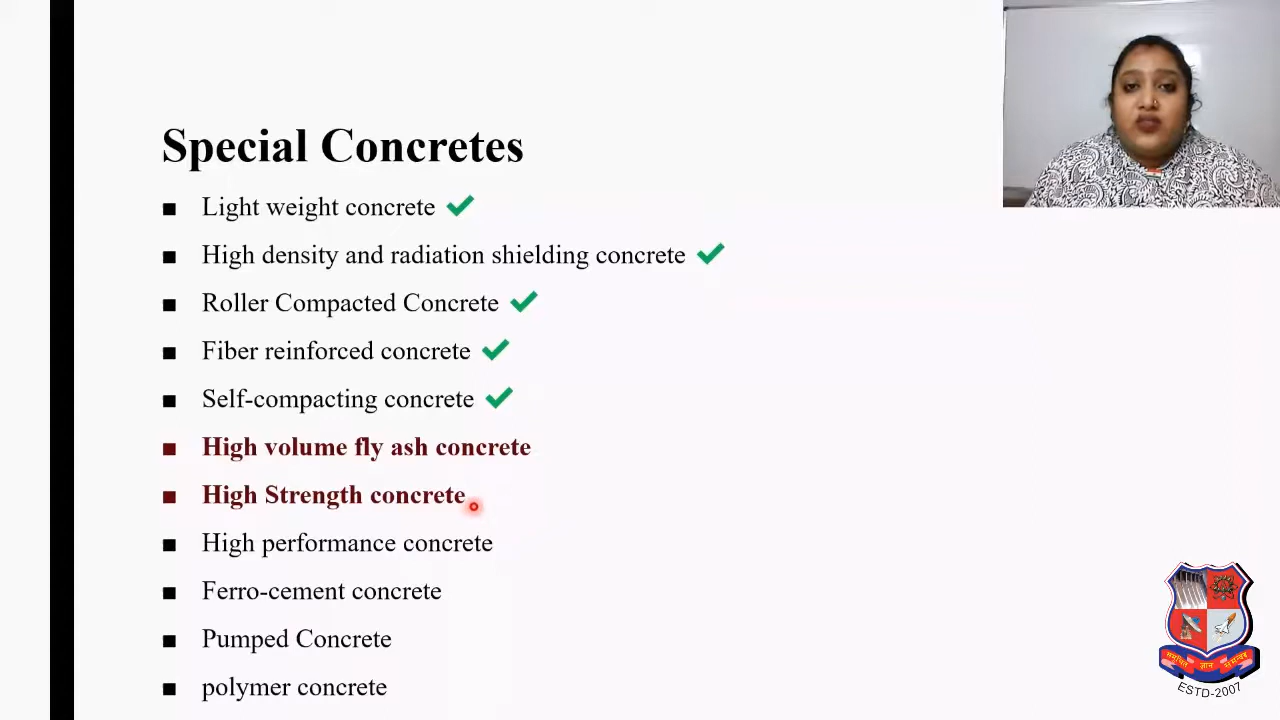 Special Concretes
Light weight concrete
High density and radiation shielding concrete
Roller Compacted Concrete
Fiber reinforced concrete
Self-compacting concrete
High volume fly ash concrete
High Strength concrete
High performance concrete
Ferro-cement concrete
Pumped Concrete
polymer concrete
ज्ञान
ESTD-2007